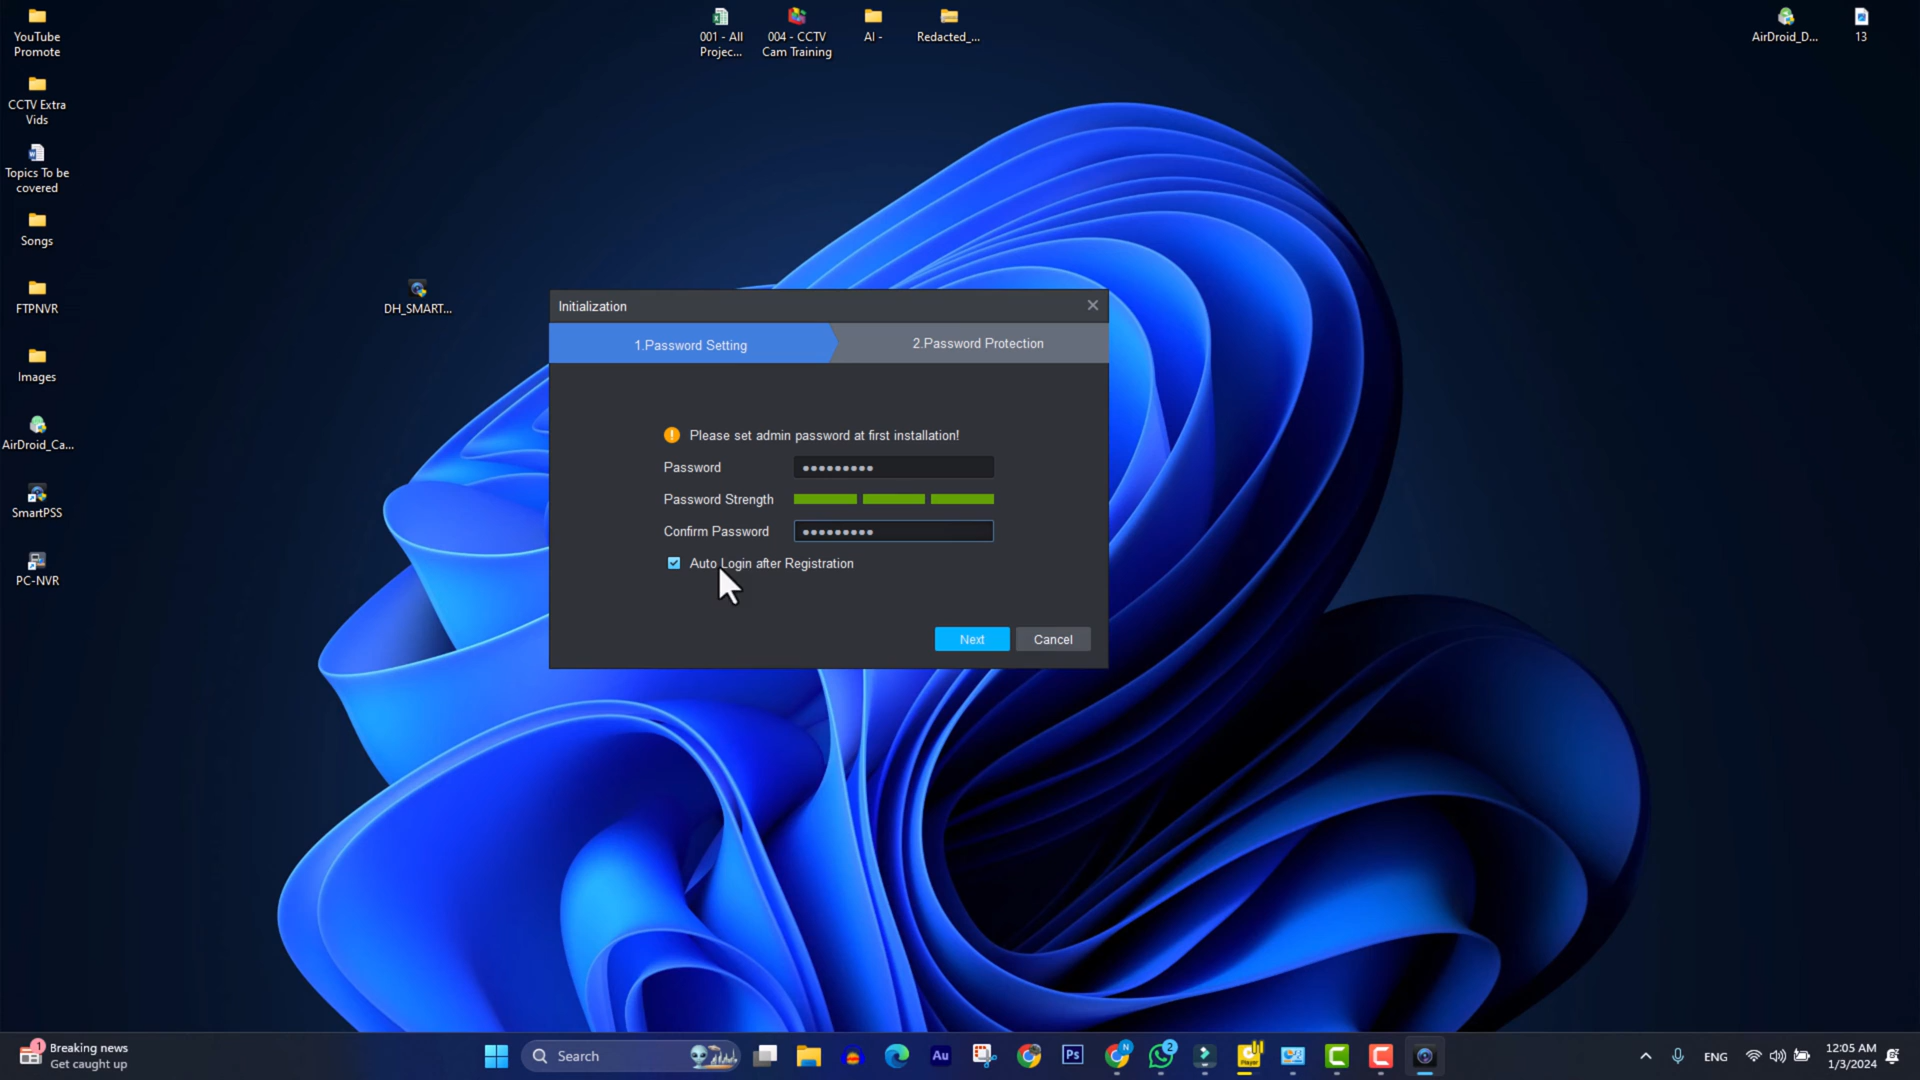 YouTube
Promote
CCTV Extra
Vids
Topics To be
covered
Songs
FTPNVR
Images
AirDroid_Ca...
SmartPSS
PC-NVR
DH_SMART...
001 - All
Projec...
004 - CCTV
Cam Training
AI -
Redacted_...
AirDroid_D...
13
Initialization
1.Password Setting
2.Password Protection
Please set admin password at first installation!
Password
Password Strength
Confirm Password
Auto Login after Registration
Next
Cancel
1
Breaking news
Get caught up
Search
Au
Ps
N
2
ENG
12:05 AM
1/3/2024